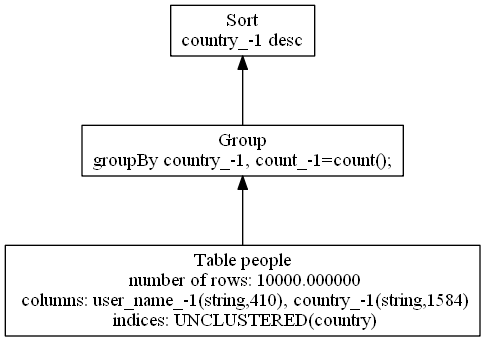 Sort
country_-1 desc
Group
groupBy country_-1, count_-1=count();
Table people
number of rows: 10000.000000
columns: user_name_-1(string,410), country_-1(string,1584)
indices: UNCLUSTERED(country)